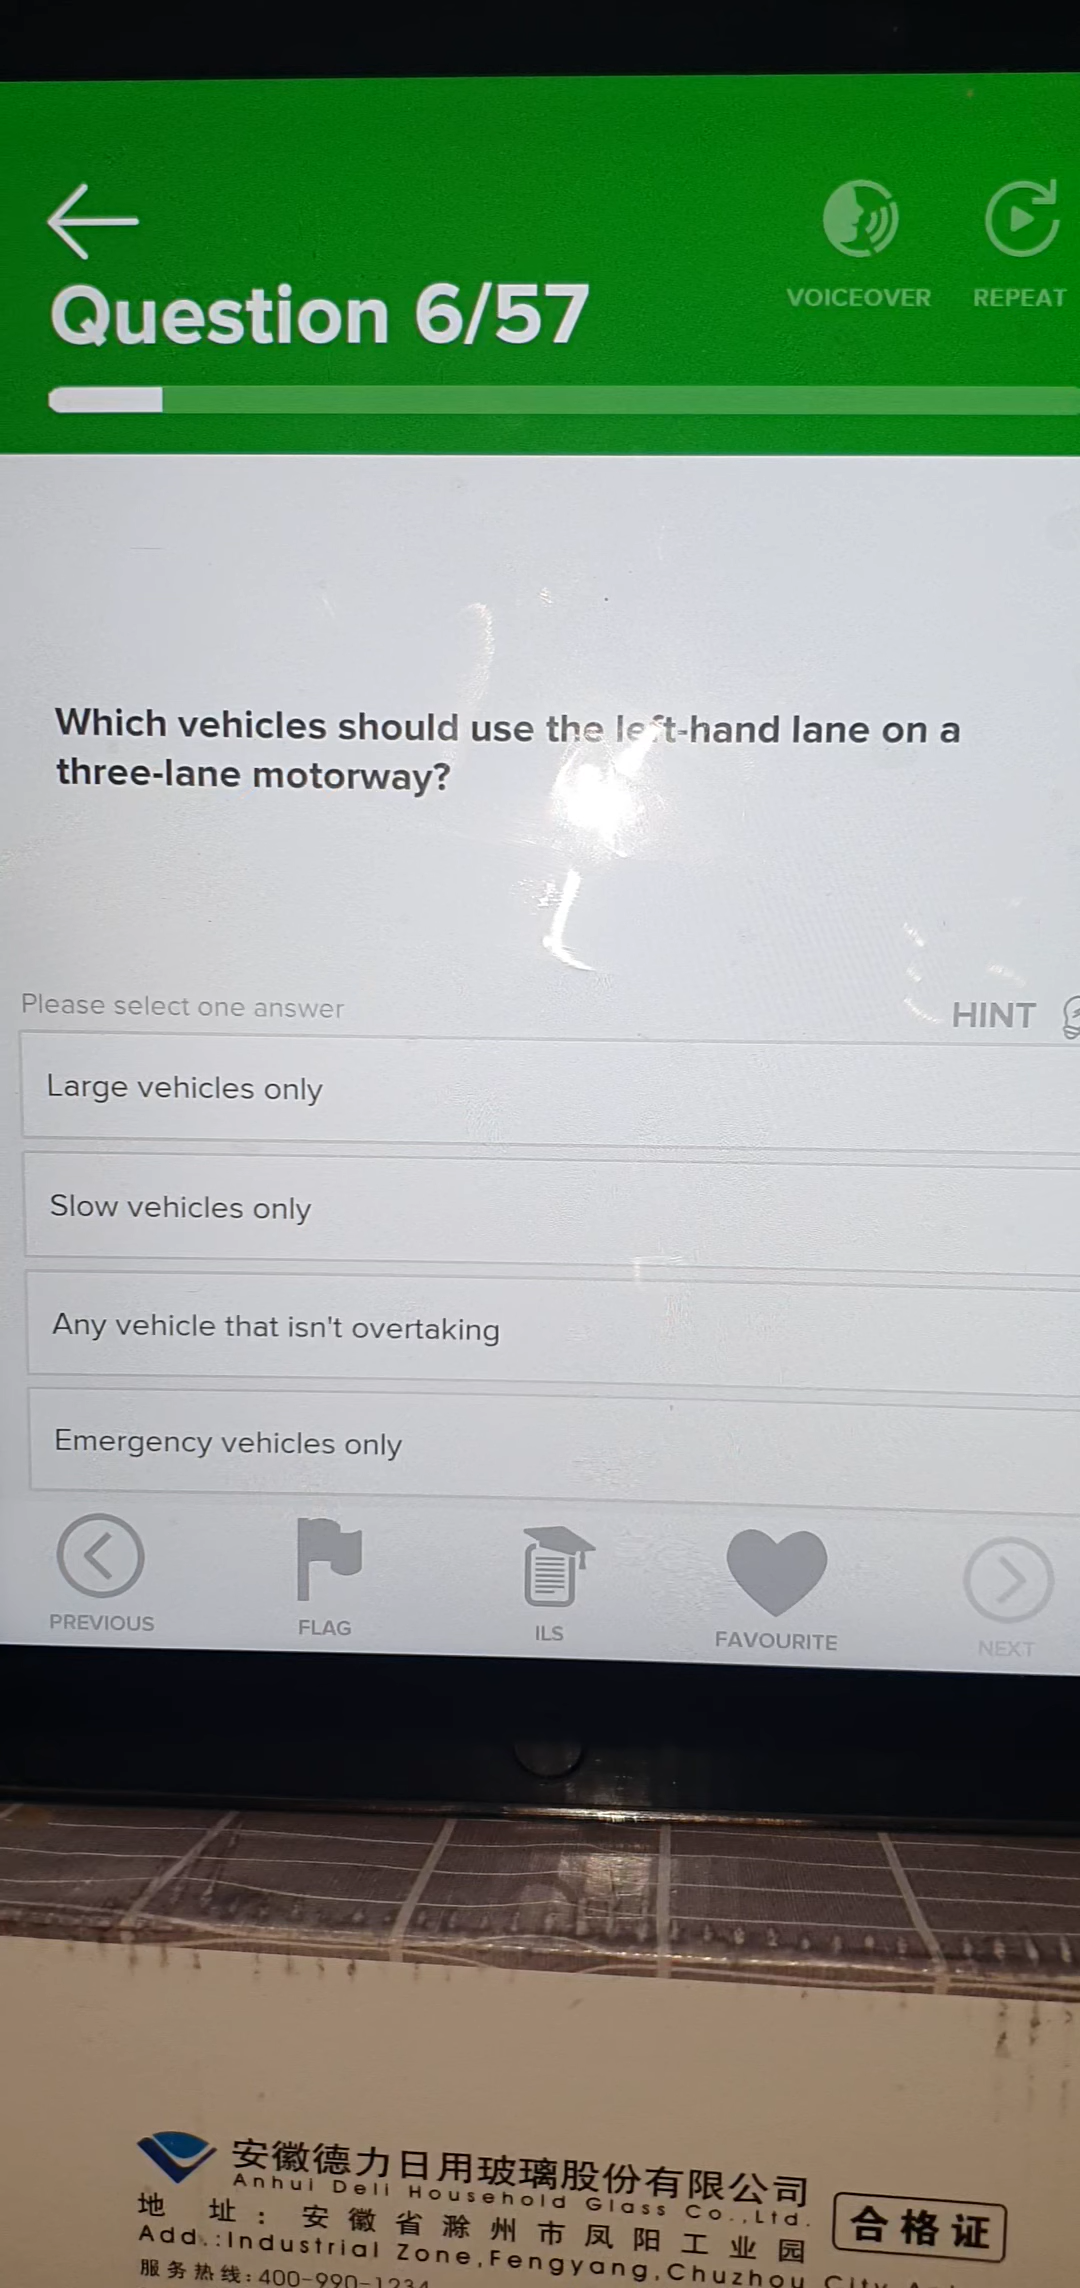 VOICEOVER
REPEAT
Question 6/57
Which vehicles should use the left-hand lane on a
three-lane motorway?
Please select one answer
HINT
Large vehicles only
Slow vehicles only
Any vehicle that isn't overtaking
Emergency vehicles only
PREVIOUS
FLAG
ILS
FAVOURITE
NEXT
安徽德力日用玻璃股份有限公司
Anhui Deli Household Glass Co.,Ltd.
地 址：安徽省滁州市凤阳工业园
合格证
Add.:Industrial Zone,Fengyang,Chuzhou City
服务热线:400-990-1234